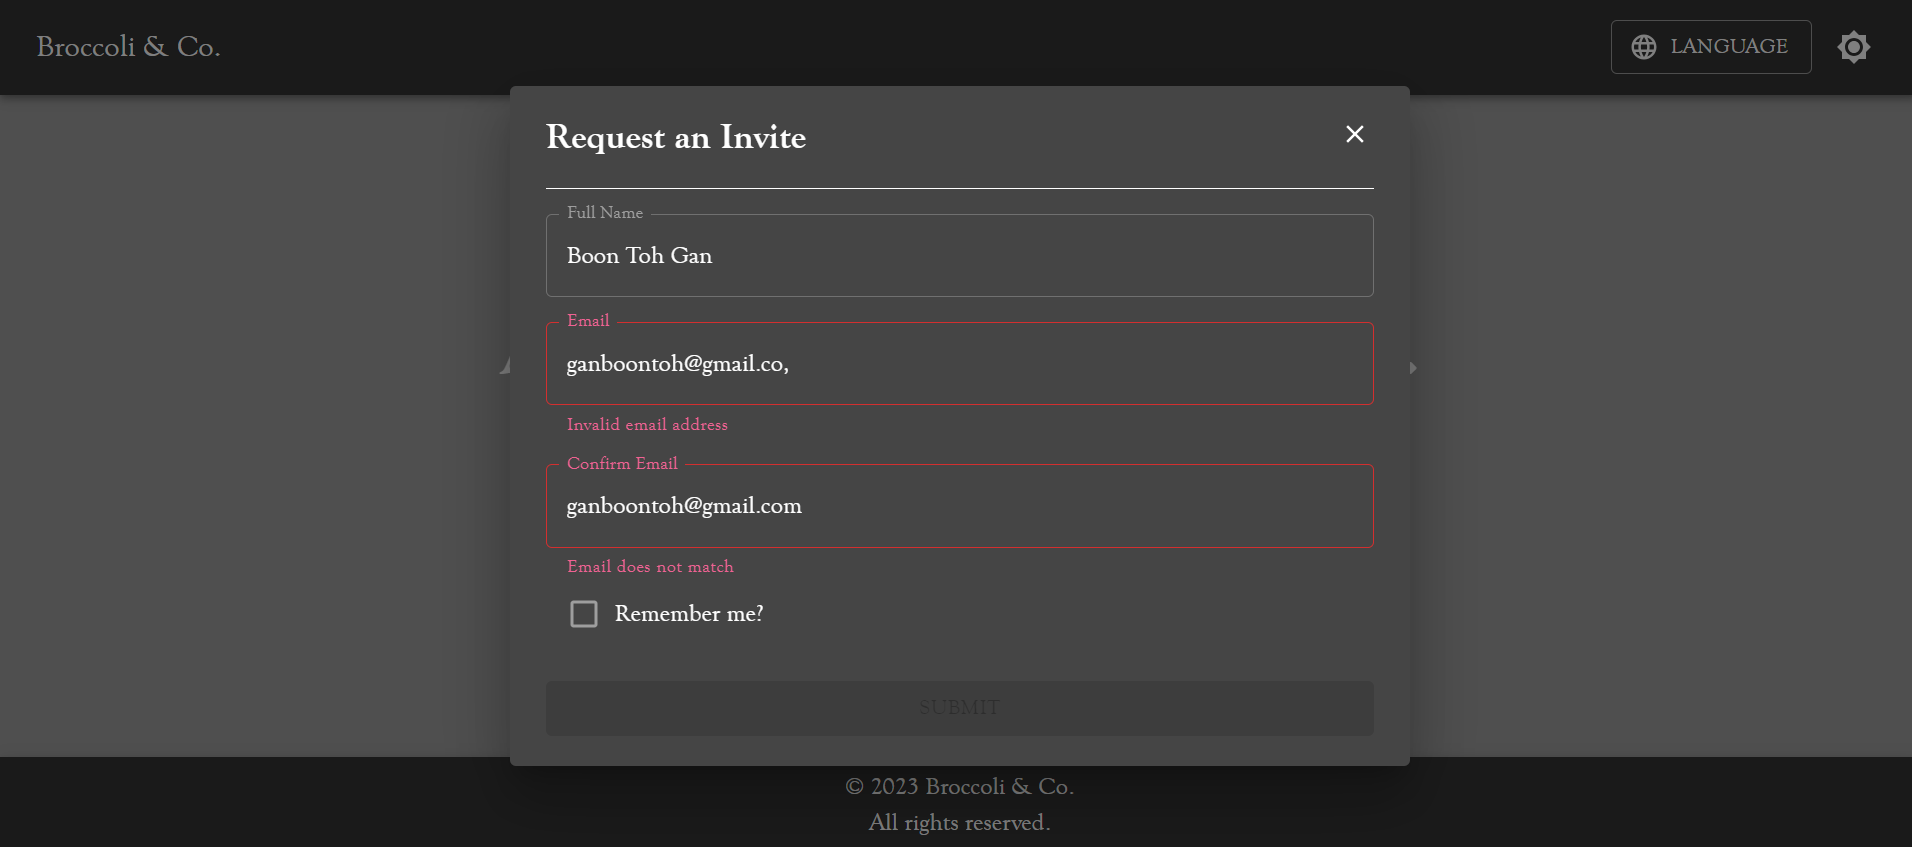 Broccoli & Co.
LANGUAGE
Request an Invite
Full Name
Boon Toh Gan
Email
ganboontoh@gmail.co,
Invalid email address
Confirm Email
ganboontoh@gmail.com
Email does not match
Remember me?
SUBMIT
© 2023 Broccoli & Co.
All rights reserved.